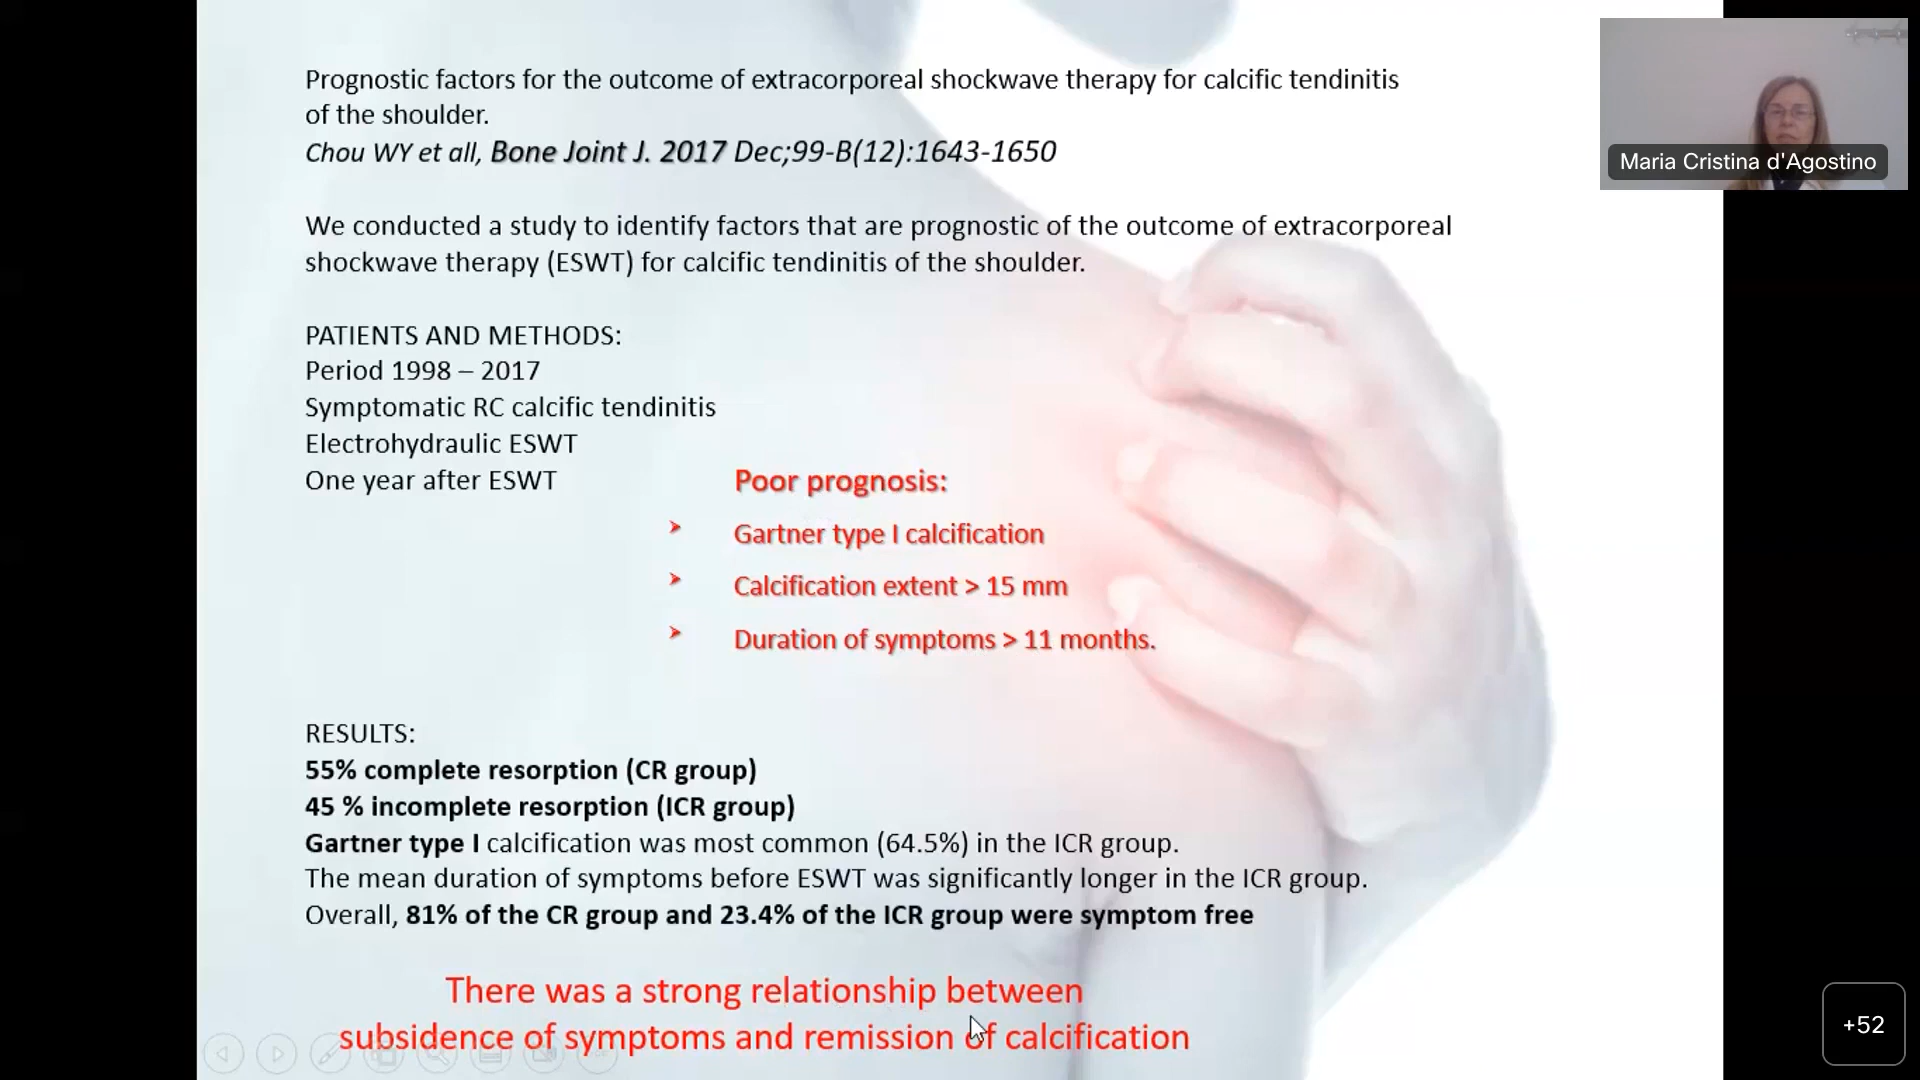 Prognostic factors for the outcome of extracorporeal shockwave therapy for calcific tendinitis
of the shoulder.
Chou WY et all, Bone Joint J. 2017 Dec;99-B(12):1643-1650
Maria Cristina d'Agostino
We conducted a study to identify factors that are prognostic of the outcome of extracorporeal
shockwave therapy (ESWT) for calcific tendinitis of the shoulder.
PATIENTS AND METHODS:
Period 1998 – 2017
Symptomatic RC calcific tendinitis
Electrohydraulic ESWT
One year after ESWT
Poor prognosis:
➤ Gartner type I calcification
➤ Calcification extent > 15 mm
➤ Duration of symptoms > 11 months.
RESULTS:
55% complete resorption (CR group)
45 % incomplete resorption (ICR group)
Gartner type I calcification was most common (64.5%) in the ICR group.
The mean duration of symptoms before ESWT was significantly longer in the ICR group.
Overall, 81% of the CR group and 23.4% of the ICR group were symptom free
There was a strong relationship between
subsidence of symptoms and remission of calcification
+52